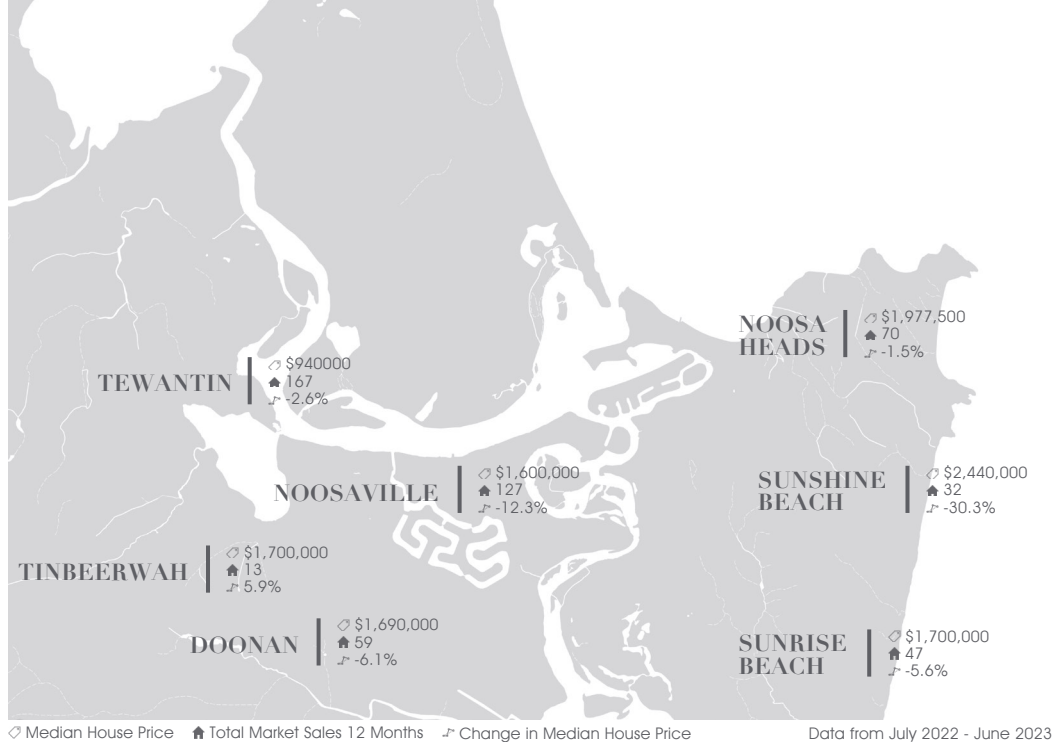 NOOSA
HEADS
$1,977,500
70
-1.5%
TEWANTIN
$940000
167
-2.6%
NOOSAVILLE
$1,600,000
127
-12.3%
SUNSHINE
BEACH
$2,440,000
32
-30.3%
TINBEERWAH
$1,700,000
13
5.9%
DOONAN
$1,690,000
59
-6.1%
SUNRISE
BEACH
$1,700,000
47
-5.6%
Median House Price Total Market Sales 12 Months Change in Median House Price Data from July 2022 - June 2023